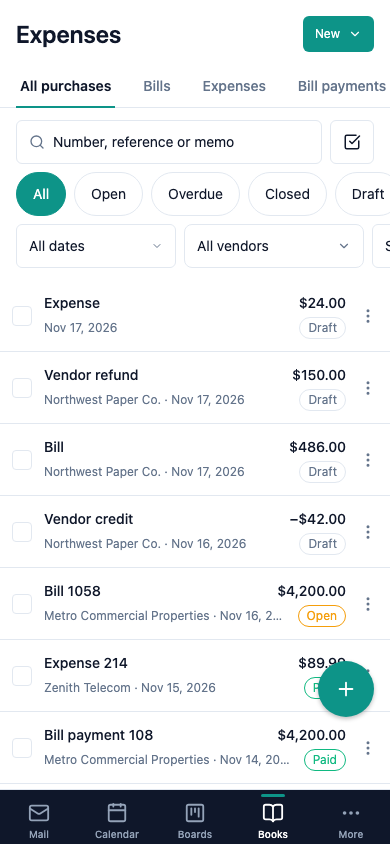 Expenses
New
All purchases
Bills
Expenses
Bill payments
Number, reference or memo
All
Open
Overdue
Closed
Draft
All dates
All vendors
Expense
$24.00
Nov 17, 2026
Draft
Vendor refund
$150.00
Northwest Paper Co. · Nov 17, 2026
Draft
Bill
$486.00
Northwest Paper Co. · Nov 17, 2026
Draft
Vendor credit
–$42.00
Northwest Paper Co. · Nov 16, 2026
Draft
Bill 1058
$4,200.00
Metro Commercial Properties · Nov 16, 2...
Open
Expense 214
$89.99
Zenith Telecom · Nov 15, 2026
Bill payment 108
$4,200.00
Metro Commercial Properties · Nov 14, 20...
Paid
Mail
Calendar
Boards
Books
More